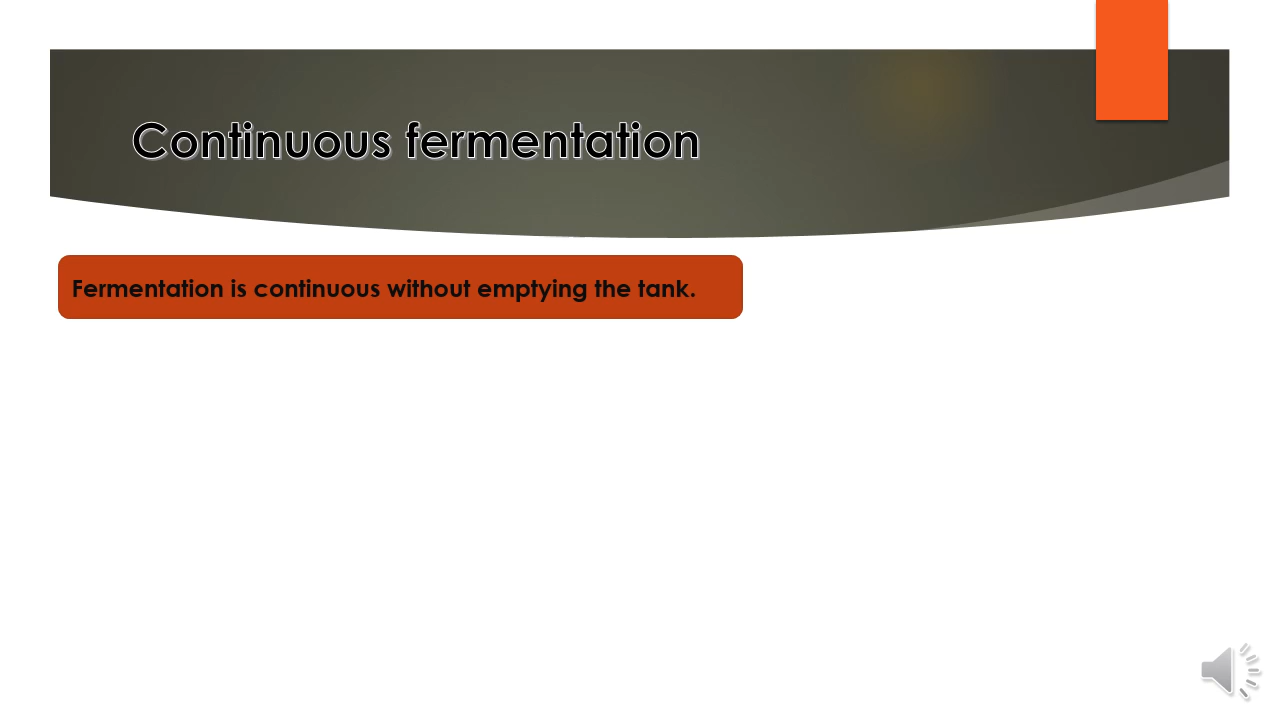 Continuous fermentation
Fermentation is continuous without emptying the tank.